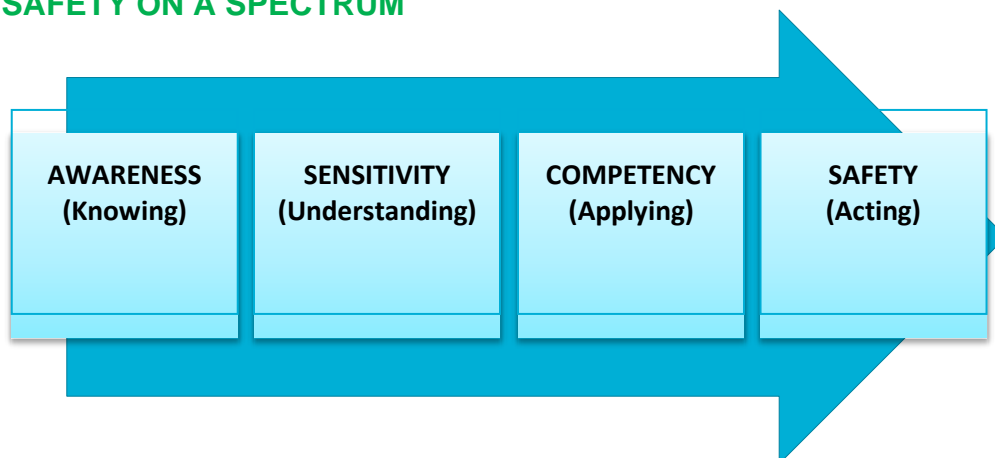 SAFETY ON A SPECTRUM
AWARENESS
(Knowing)
SENSITIVITY
(Understanding)
COMPETENCY
(Applying)
SAFETY
(Acting)